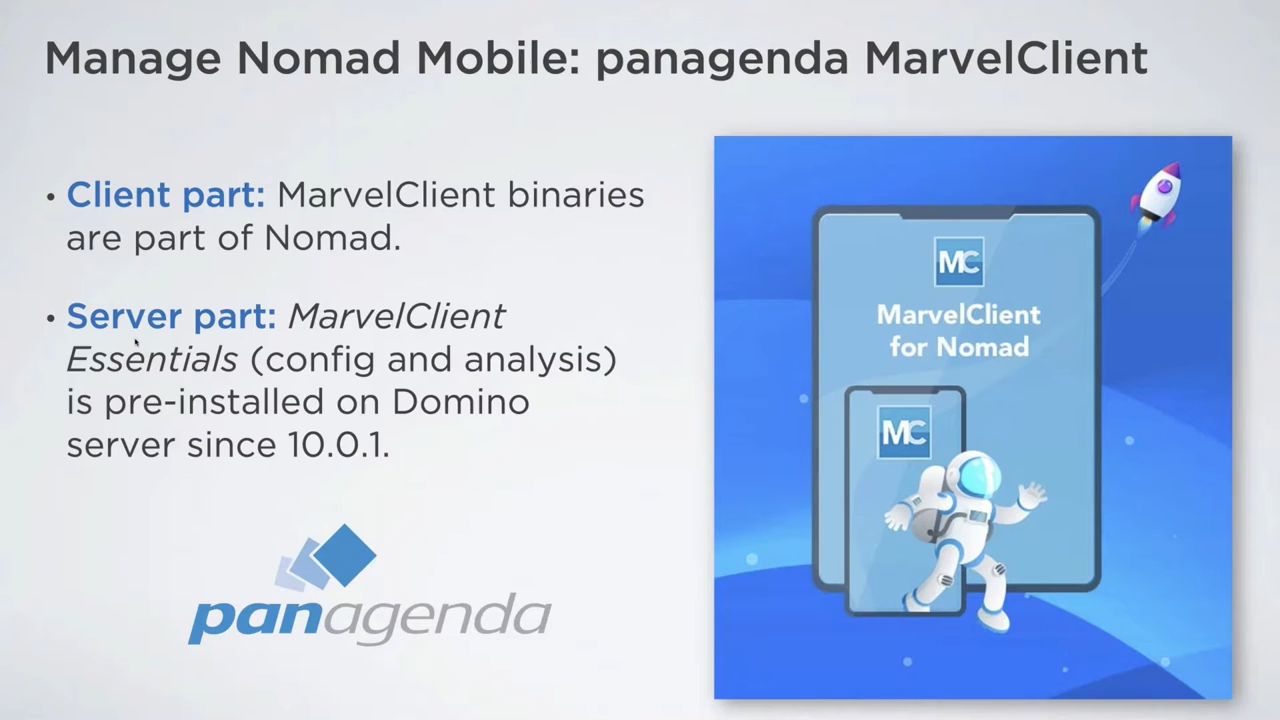 Manage Nomad Mobile: panagenda MarvelClient
• Client part: MarvelClient binaries
are part of Nomad.
• Server part: MarvelClient
Essentials (config and analysis)
is pre-installed on Domino
server since 10.0.1.
panagenda
MC
MarvelClient
for Nomad
MC